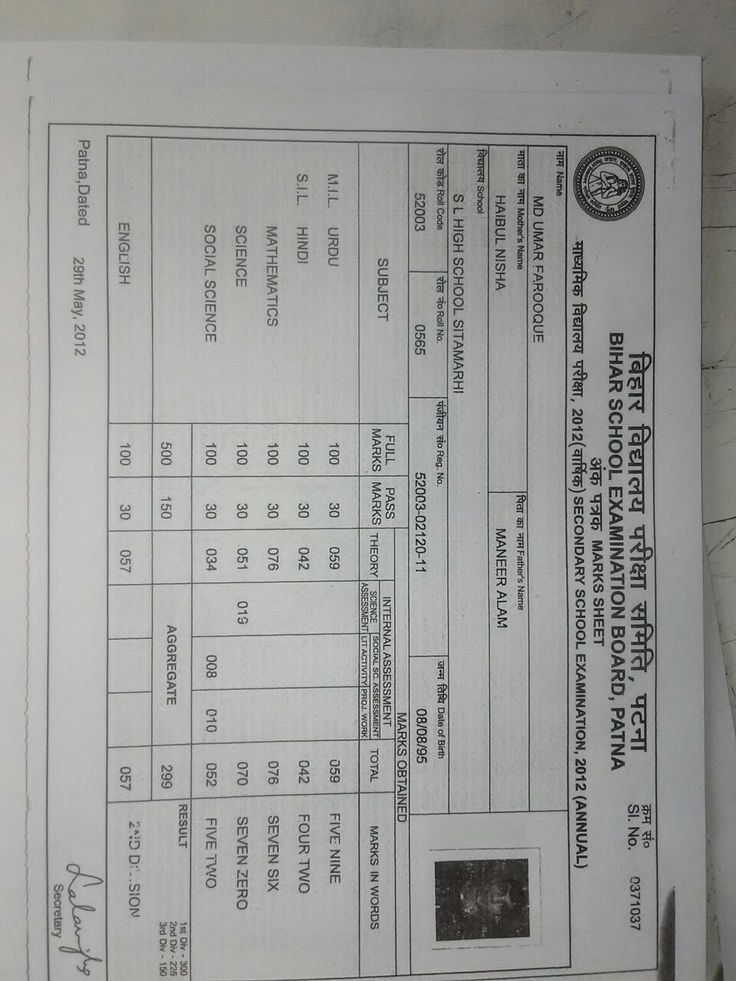 बिहार विद्यालय परीक्षा समिति, पटना
क्रम सं०
Sl. No. 0371037
BIHAR SCHOOL EXAMINATION BOARD, PATNA
अंक पत्रक MARKS SHEET
माध्यमिक विद्यालय परीक्षा, 2012(वार्षिक) SECONDARY SCHOOL EXAMINATION, 2012 (ANNUAL)
नाम Name
MD UMAR FAROOQUE
माता का नाम Mother's Name पिता का नाम Father's Name
HAIBUL NISHA MANEER ALAM
विद्यालय School
S L HIGH SCHOOL SITAMARHI
रोल कोड Roll Code रोल नं० Roll No. पंजीयन सं० Reg. No. जन्म तिथि Date of Birth
52003 0565 52003-02120-11 08/08/95
SUBJECT FULL MARKS PASS MARKS MARKS OBTAINED
THEORY INTERNAL ASSESSMENT TOTAL MARKS IN WORDS
SCIENCE ASSESSMENT SOCIAL SC. ASSESSMENT
LIT ACTIVITY PROJ. WORK
M.I.L. URDU 100 30 059 059 FIVE NINE
S.I.L. HINDI 100 30 042 042 FOUR TWO
MATHEMATICS 100 30 076 076 SEVEN SIX
SCIENCE 100 30 051 019 070 SEVEN ZERO
SOCIAL SCIENCE 100 30 034 008 010 052 FIVE TWO
500 150 AGGREGATE 299 RESULT
1st Div - 300
2nd Div - 225
3rd Div - 150
ENGLISH 100 30 057 057 2ND DIVISION
Patna,Dated 29th May, 2012
Secretary